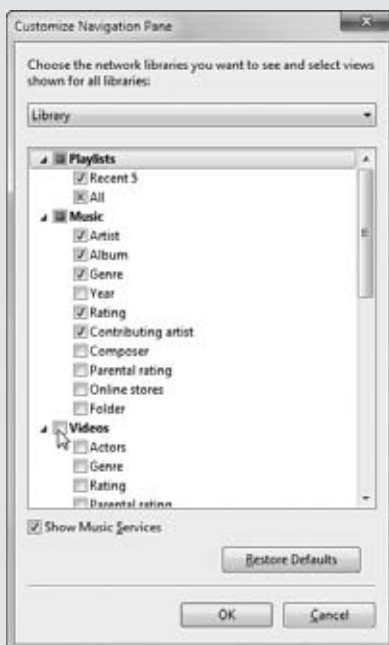 Customize Navigation Pane
Choose the network libraries you want to see and select views
shown for all libraries:
Library
Playlists
Recent 5
All
Music
Artist
Album
Genre
Year
Rating
Contributing artist
Composer
Parental rating
Online stores
Folder
Videos
Actors
Genre
Rating
Parental rating
Show Music Services
Restore Defaults
OK
Cancel